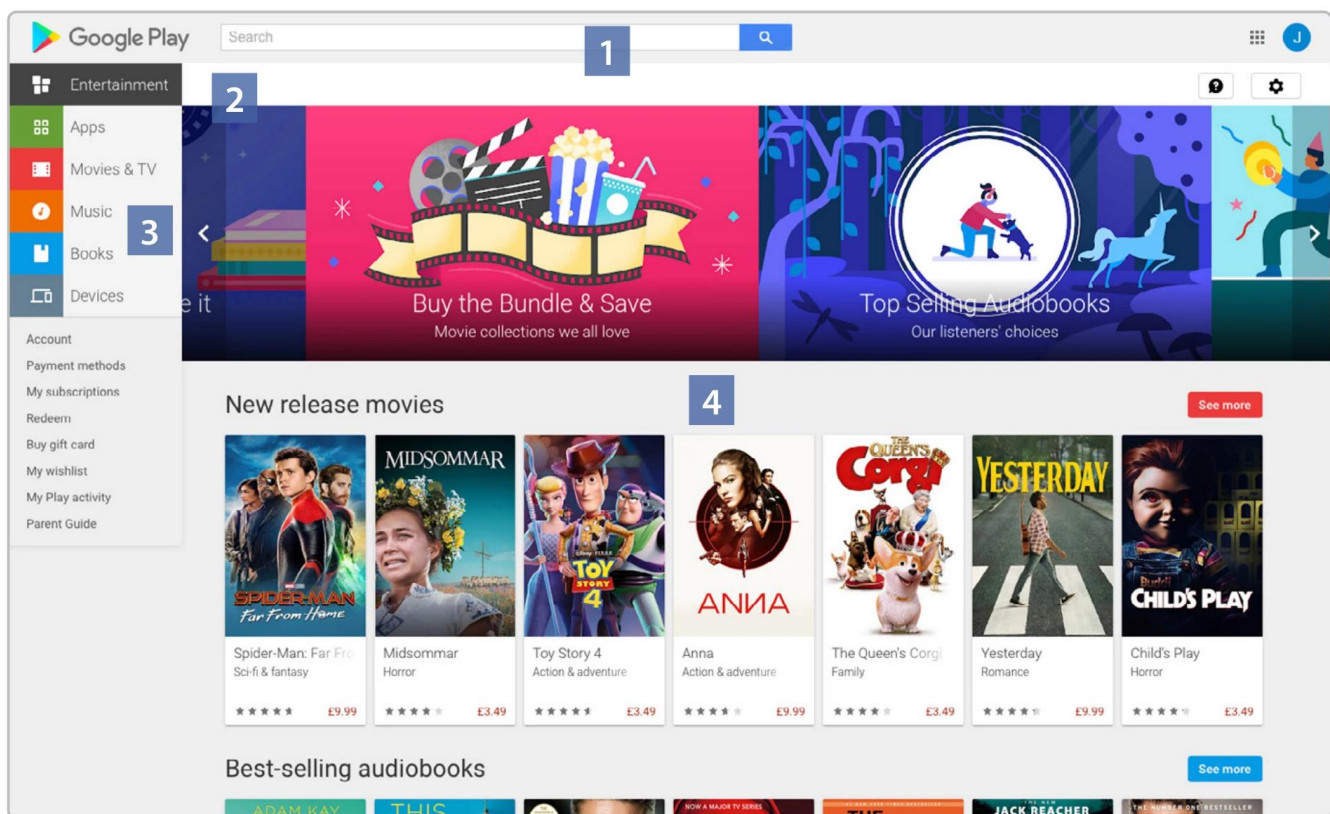 Google Play
Search
1
J
Entertainment
2
Apps
Movies & TV
Music
3
Books
Devices
e it
Buy the Bundle & Save
Movie collections we all love
Top Selling Audiobooks
Our listeners' choices
Account
Payment methods
My subscriptions
Redeem
Buy gift card
My wishlist
My Play activity
Parent Guide
New release movies
4
See more
SPIDER-MAN
Far From Home
MIDSOMMAR
DISNEY PIXAR
TOY
STORY
4
ANNA
THE
QUEEN'S
Corgi
YESTERDAY
Buddi
CHILD'S PLAY
Spider-Man: Far Fro
Sci-fi & fantasy
£9.99
Midsommar
Horror
£3.49
Toy Story 4
Action & adventure
£3.49
Anna
Action & adventure
£9.99
The Queen's Corgi
Family
£3.49
Yesterday
Romance
£9.99
Child's Play
Horror
£3.49
Best-selling audiobooks
See more
ADAM KAY
THIS
NOW A MAJOR TV SERIES
THE
THE NEW
JACK REACHER
THE NUMBER ONE BESTSELLER